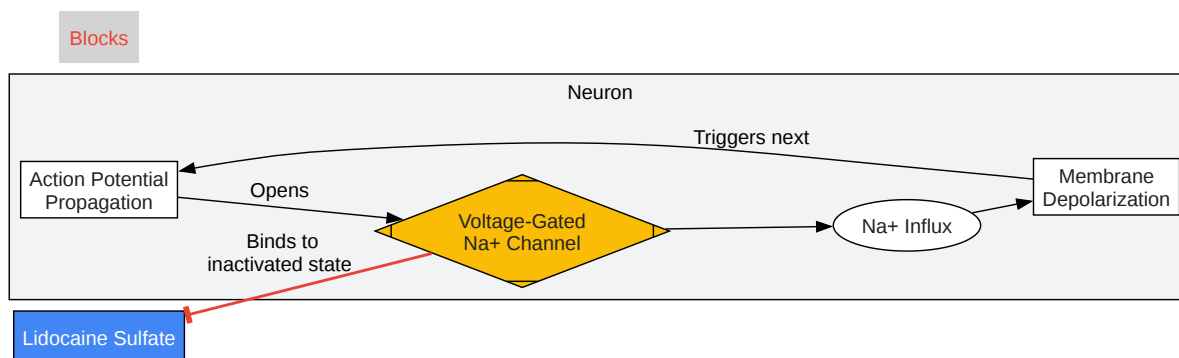 Blocks
Neuron
Triggers next
Action Potential
Propagation
Opens
Voltage-Gated
Na+ Channel
Na+ Influx
Membrane
Depolarization
Binds to
inactivated state
Lidocaine Sulfate